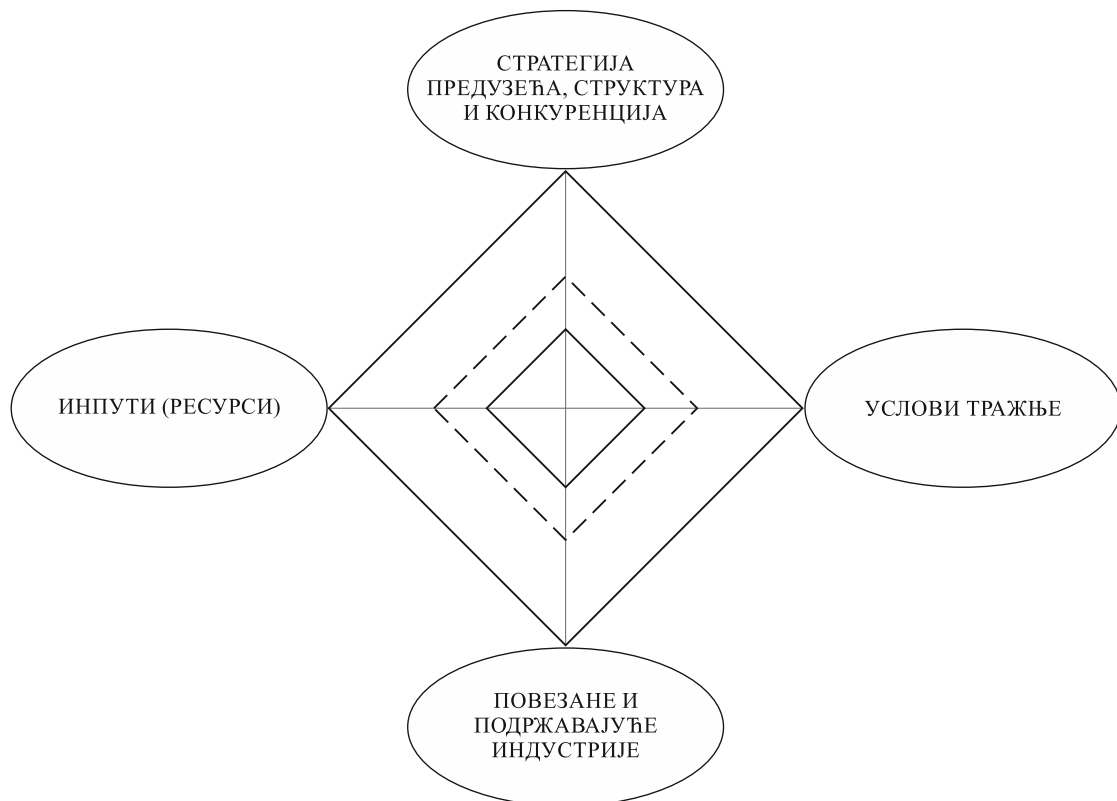 СТРАТЕГИЈА
ПРЕДУЗЕЋА, СТРУКТУРА
И КОНКУРЕНЦИЈА
ИНПУТИ (РЕСУРСИ)
УСЛОВИ ТРАЖЊЕ
ПОВЕЗАНЕ И
ПОДРЖАВАЈУЋЕ
ИНДУСТРИЈЕ